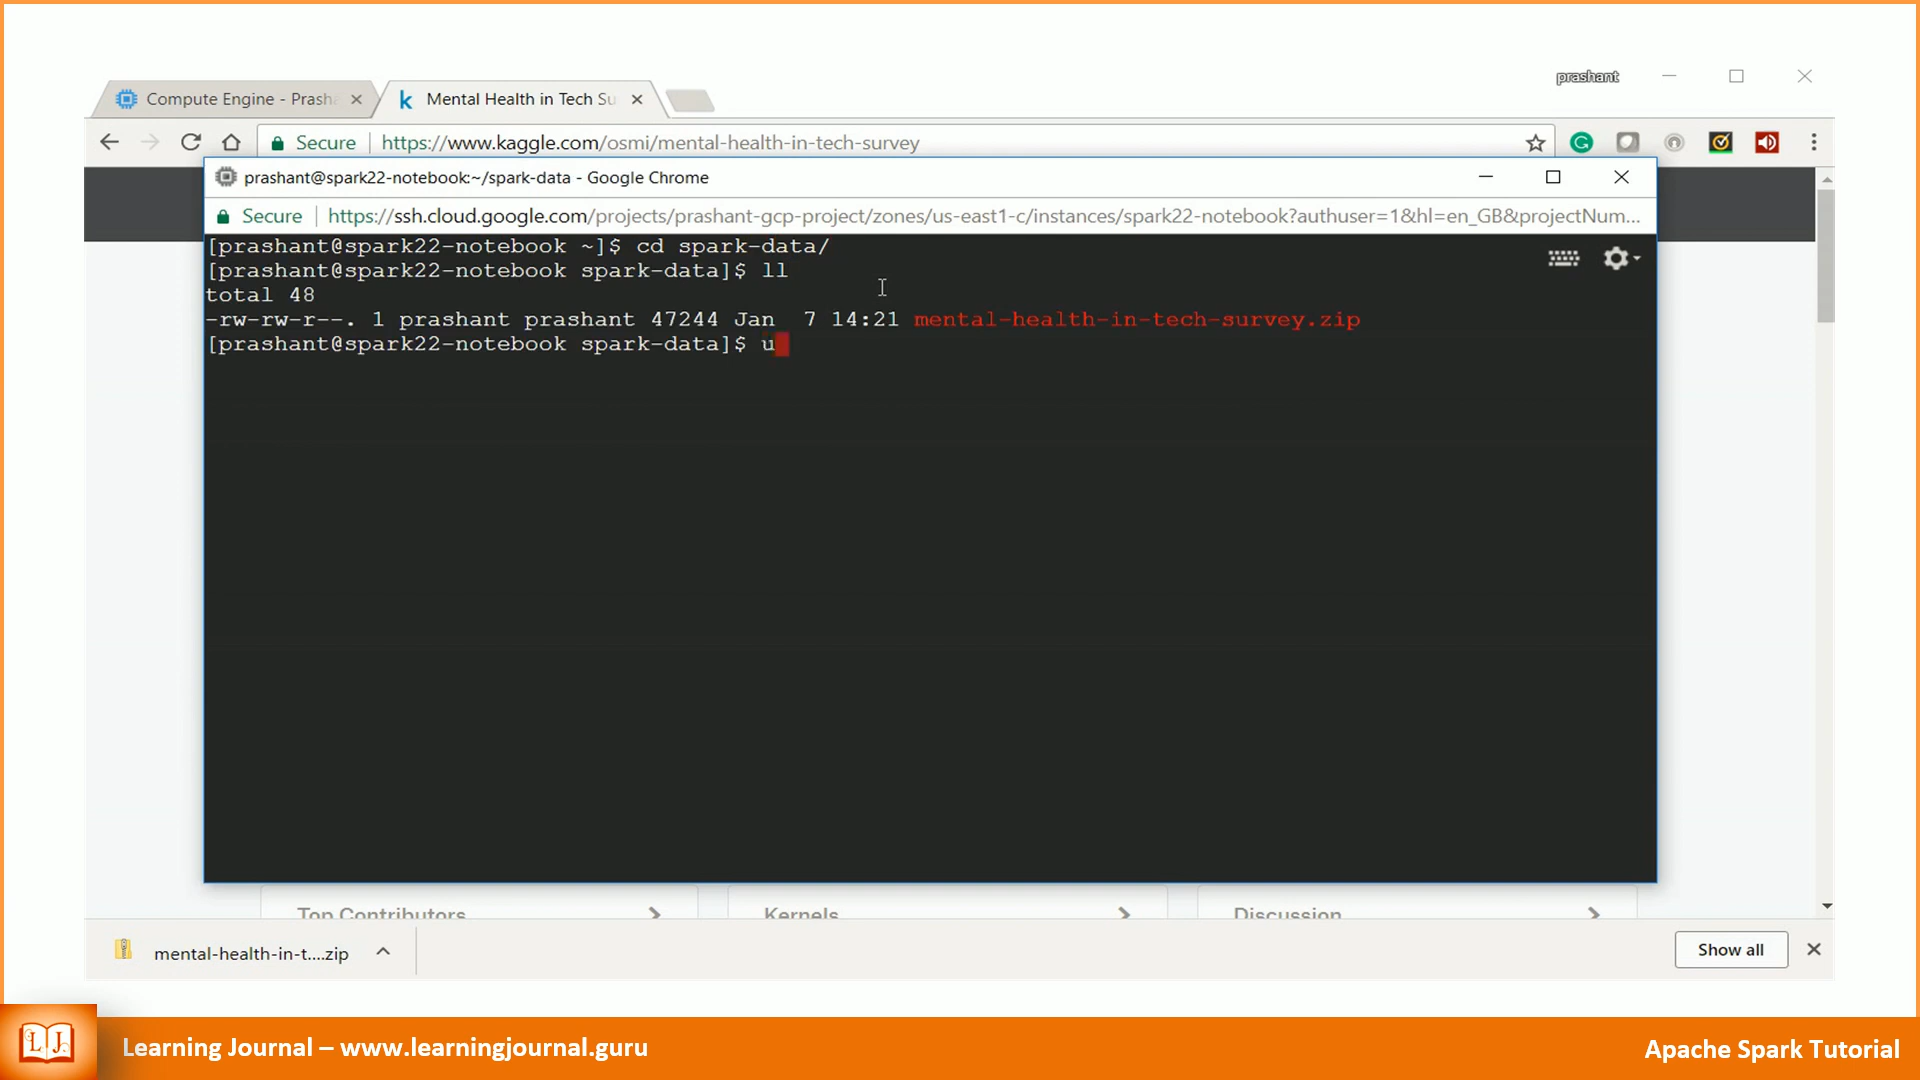 prashant
Compute Engine - Prasha
Mental Health in Tech Su
Secure
https://www.kaggle.com/osmi/mental-health-in-tech-survey
prashant@spark22-notebook:~/spark-data - Google Chrome
Secure
https://ssh.cloud.google.com/projects/prashant-gcp-project/zones/us-east1-c/instances/spark22-notebook?authuser=1&hl=en_GB&projectNum...
[prashant@spark22-notebook ~]$ cd spark-data/
[prashant@spark22-notebook spark-data]$ ll
total 48
-rw-rw-r--. 1 prashant prashant 47244 Jan  7 14:21 mental-health-in-tech-survey.zip
[prashant@spark22-notebook spark-data]$ u
Top Contributors
Kernels
Discussion
mental-health-in-t....zip
Show all
LJ
Learning Journal – www.learningjournal.guru
Apache Spark Tutorial